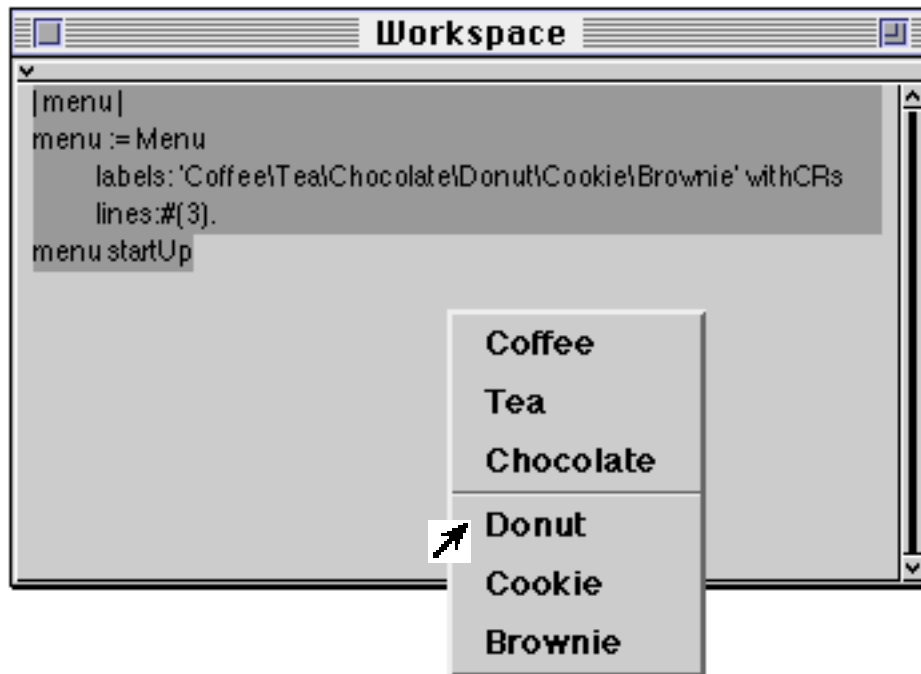 Workspace
|menu|
menu := Menu
labels: 'Coffee\Tea\Chocolate\Donut\Cookie\Brownie' withCRs
lines:#(3).
menu startUp
Coffee
Tea
Chocolate
Donut
Cookie
Brownie